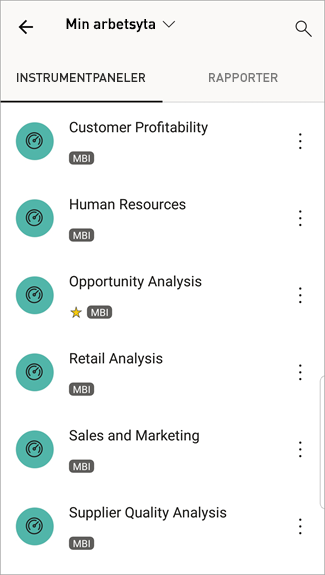 Min arbetsyta
INSTRUMENTPANELER RAPPORTER
Customer Profitability
MBI
Human Resources
MBI
Opportunity Analysis
MBI
Retail Analysis
MBI
Sales and Marketing
MBI
Supplier Quality Analysis
MBI